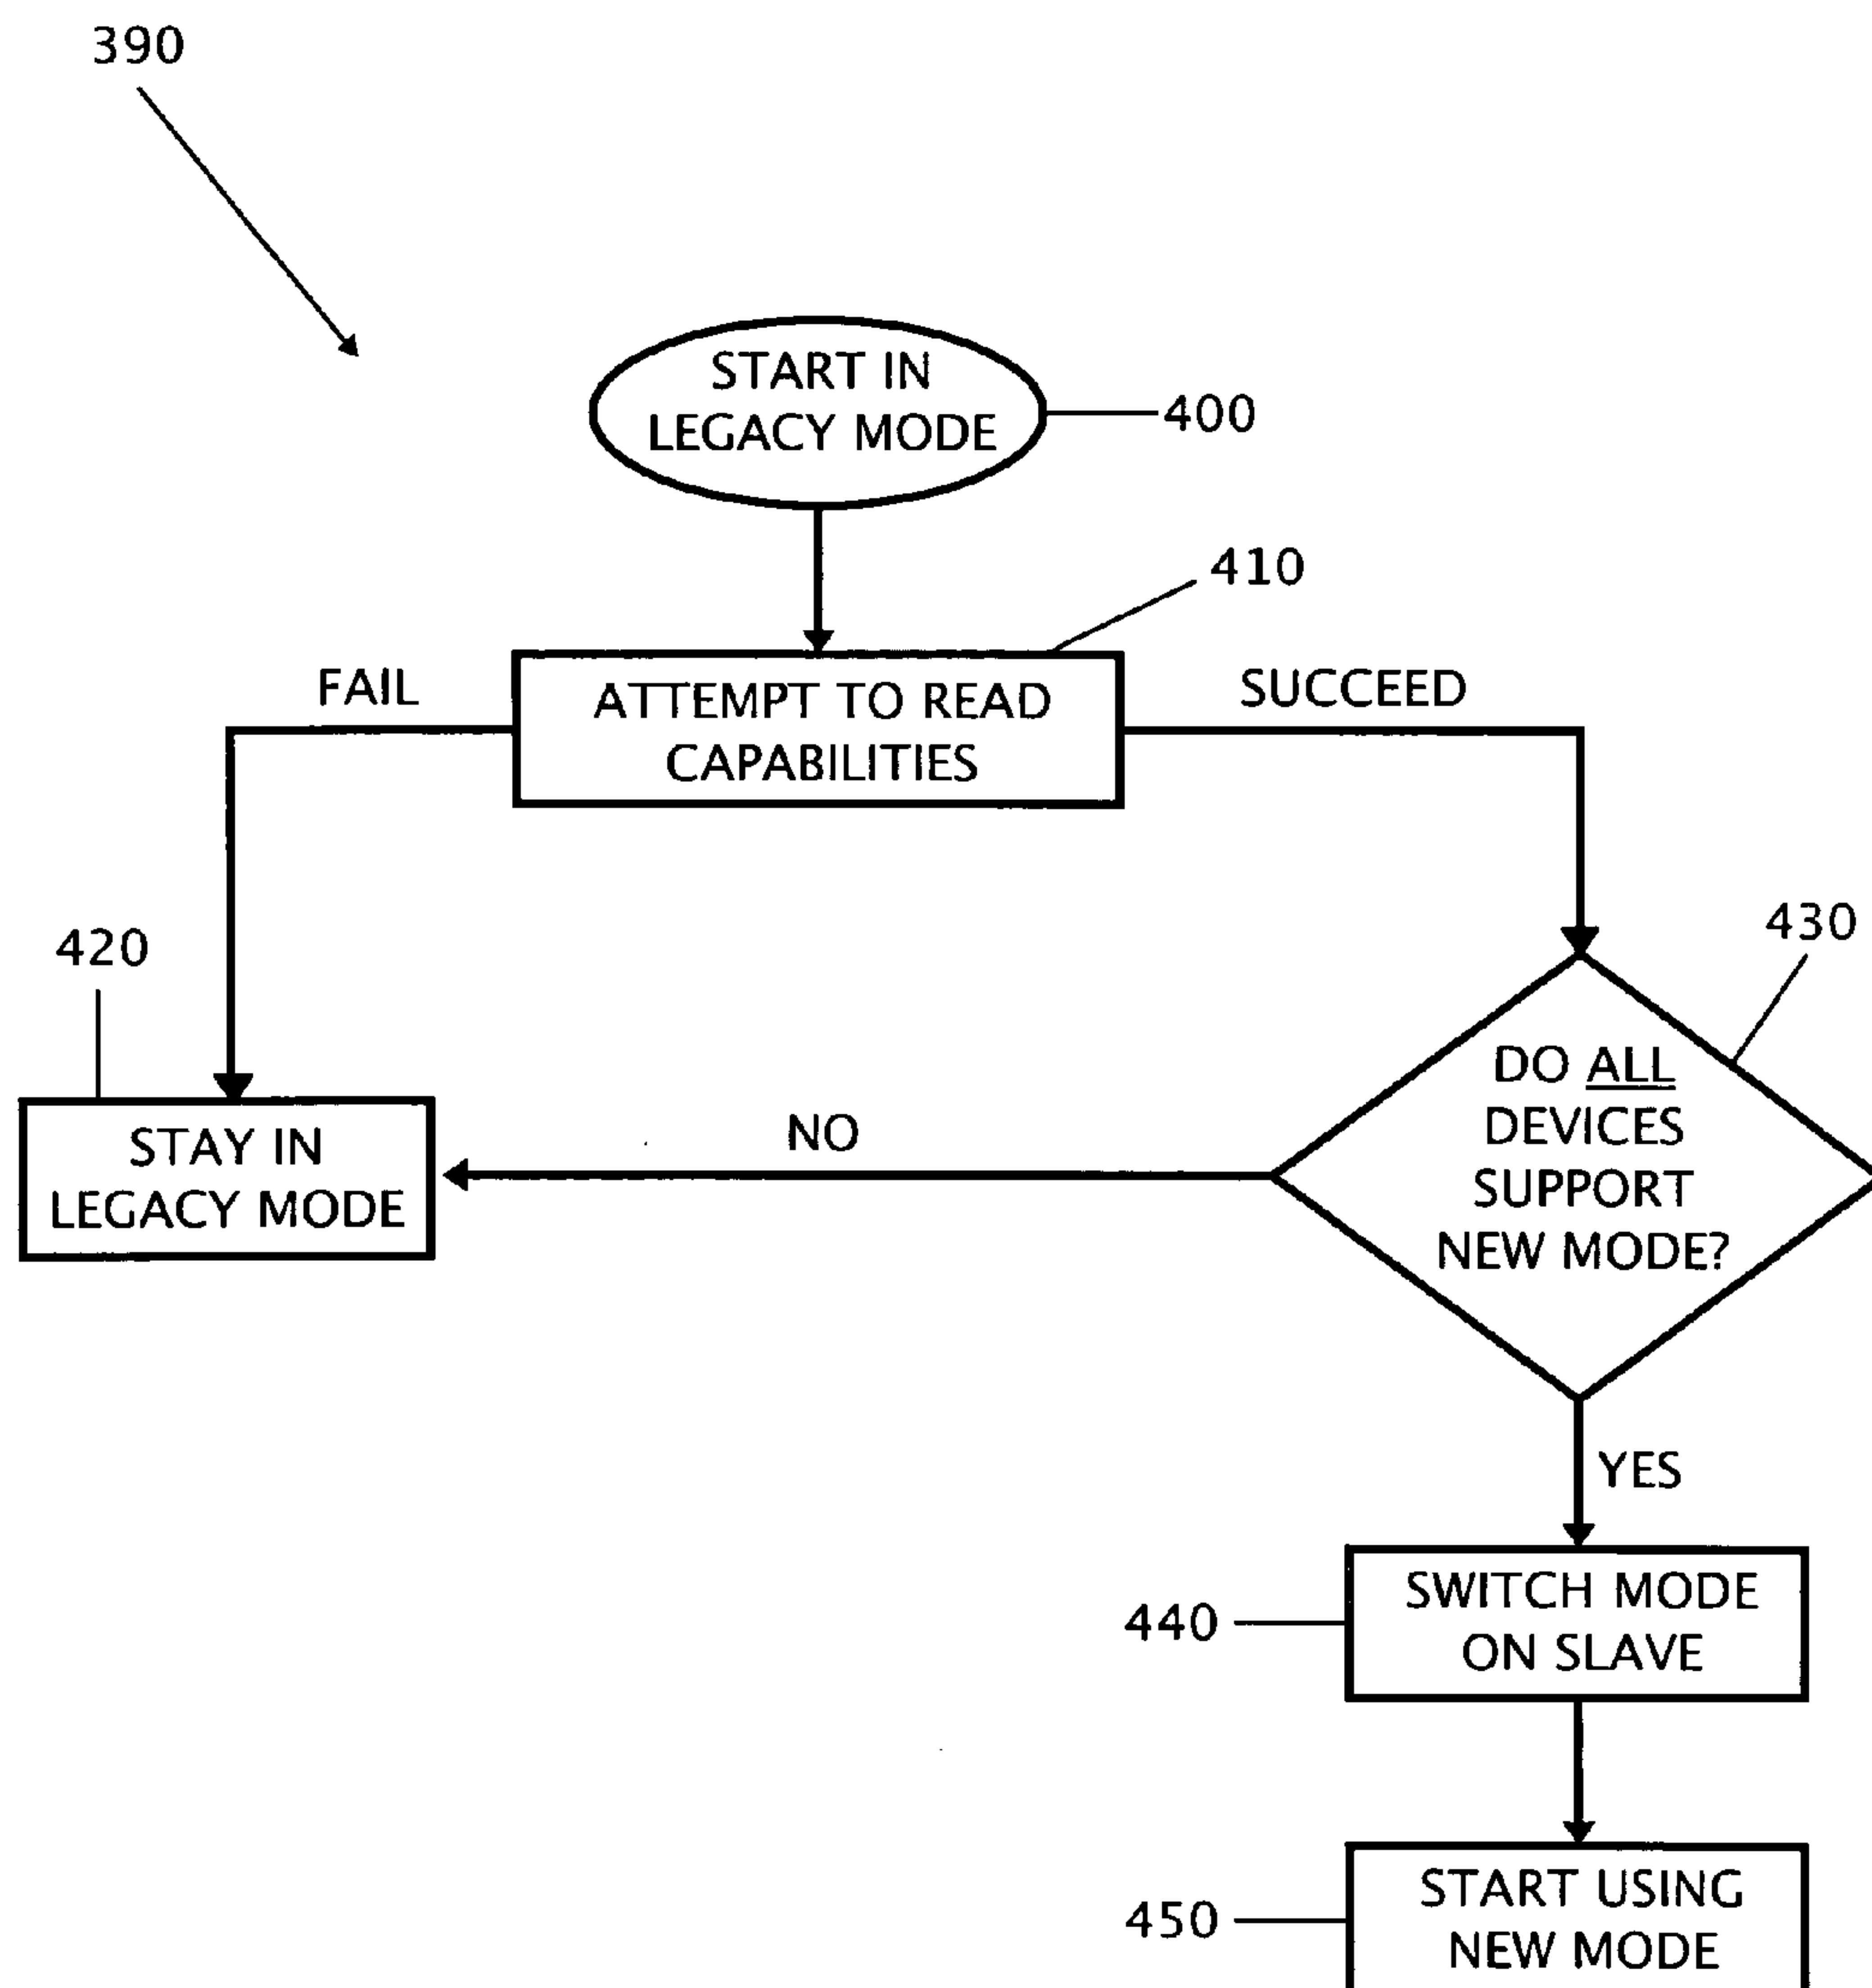 390
START IN
LEGACY MODE
400
410
FAIL
ATTEMPT TO READ
CAPABILITIES
SUCCEED
420
430
STAY IN
LEGACY MODE
NO
DO ALL
DEVICES
SUPPORT
NEW MODE?
YES
440
SWITCH MODE
ON SLAVE
450
START USING
NEW MODE